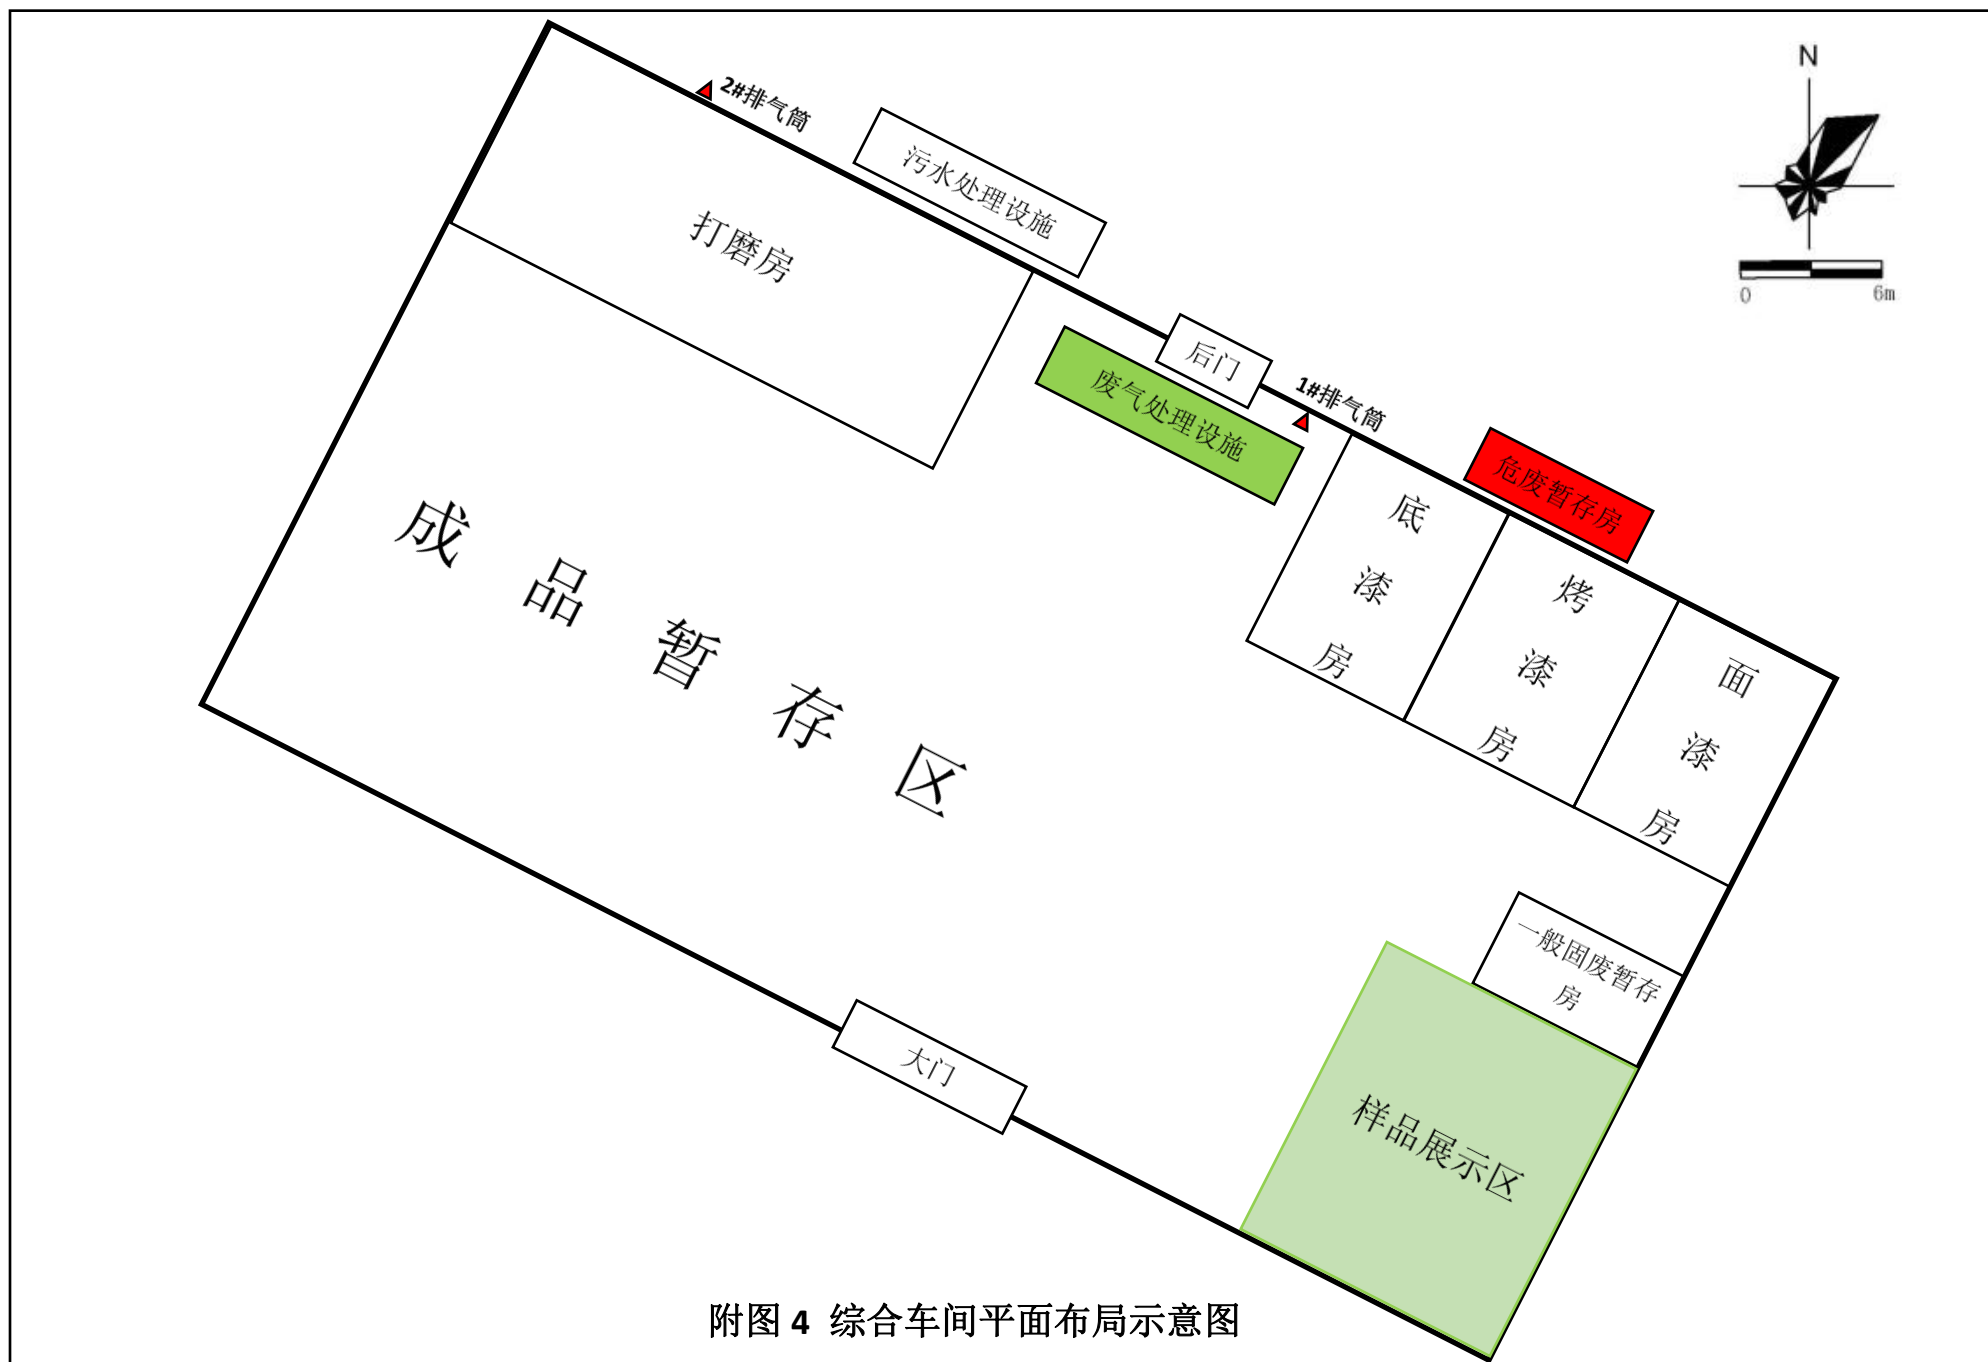 N
0 6m
2#排气筒
污水处理设施
打磨房
后门
废气处理设施
1#排气筒
危废暂存房
底漆房
烤漆房
面漆房
成品暂存区
一般固废暂存
房
大门
样品展示区
附图 4 综合车间平面布局示意图